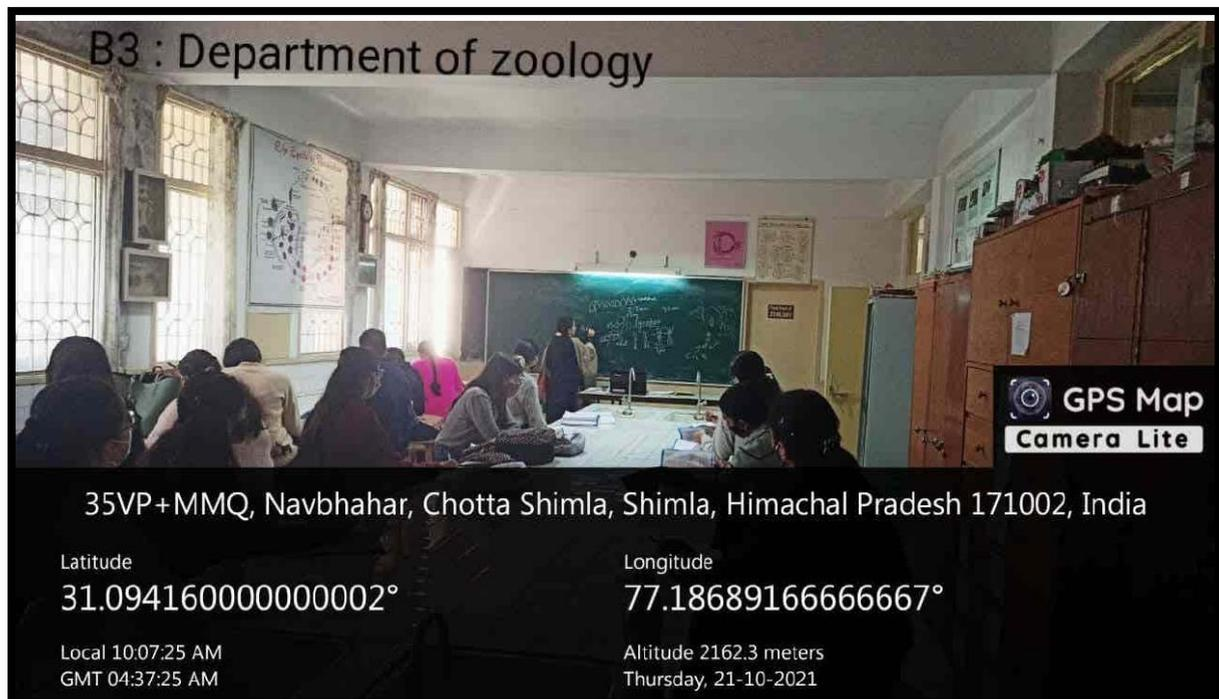 B3 : Department of zoology
ZOOLOGY
GPS Map
Camera Lite
35VP+MMQ, Navbhahar, Chotta Shimla, Shimla, Himachal Pradesh 171002, India
Latitude
31.094160000000002°
Longitude
77.18689166666667°
Local 10:07:25 AM
GMT 04:37:25 AM
Altitude 2162.3 meters
Thursday, 21-10-2021